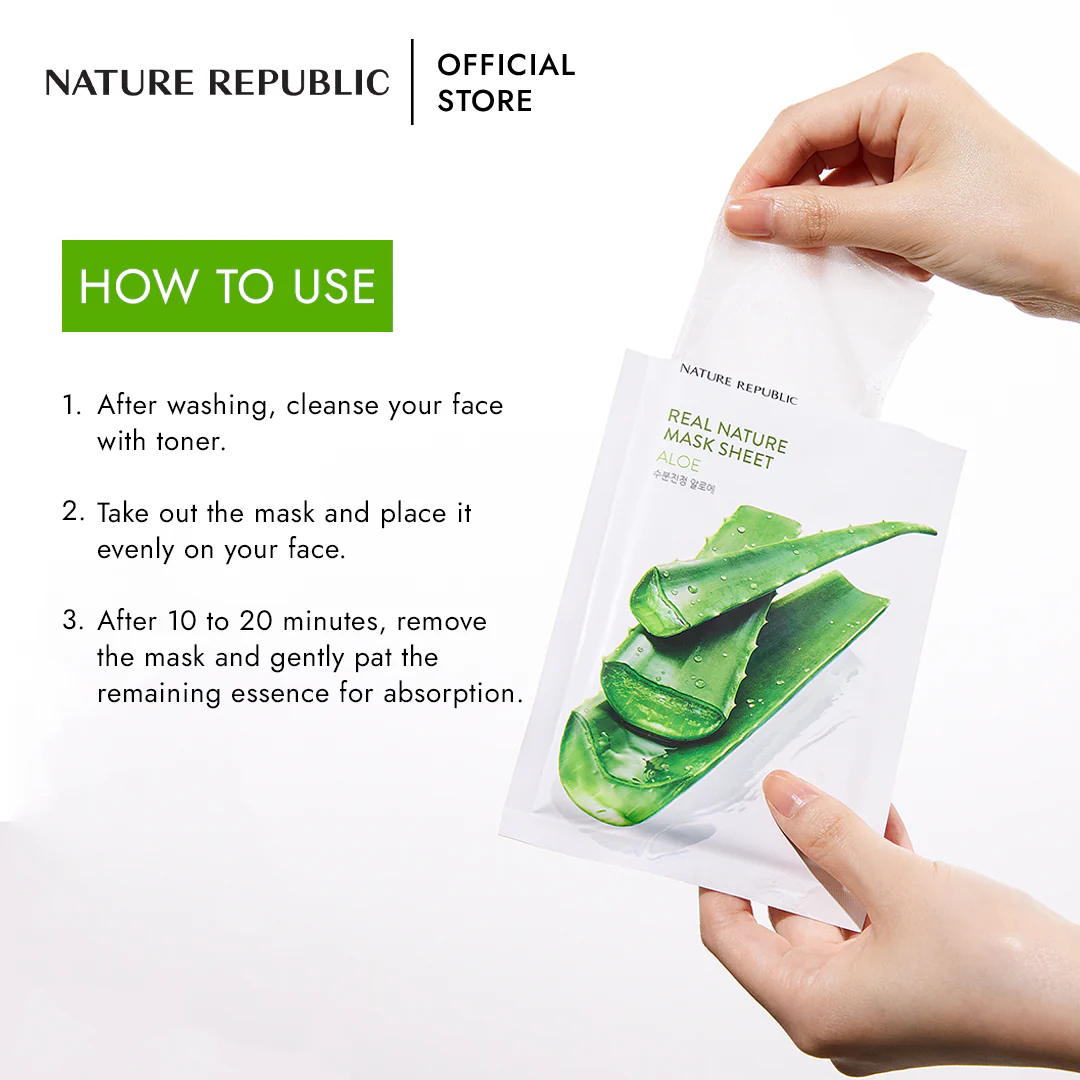 NATURE REPUBLIC
OFFICIAL
STORE
HOW TO USE
1. After washing, cleanse your face
with toner.
2. Take out the mask and place it
evenly on your face.
3. After 10 to 20 minutes, remove
the mask and gently pat the
remaining essence for absorption.
NATURE REPUBLIC
REAL NATURE
MASK SHEET
ALOE
수분진정 알로에